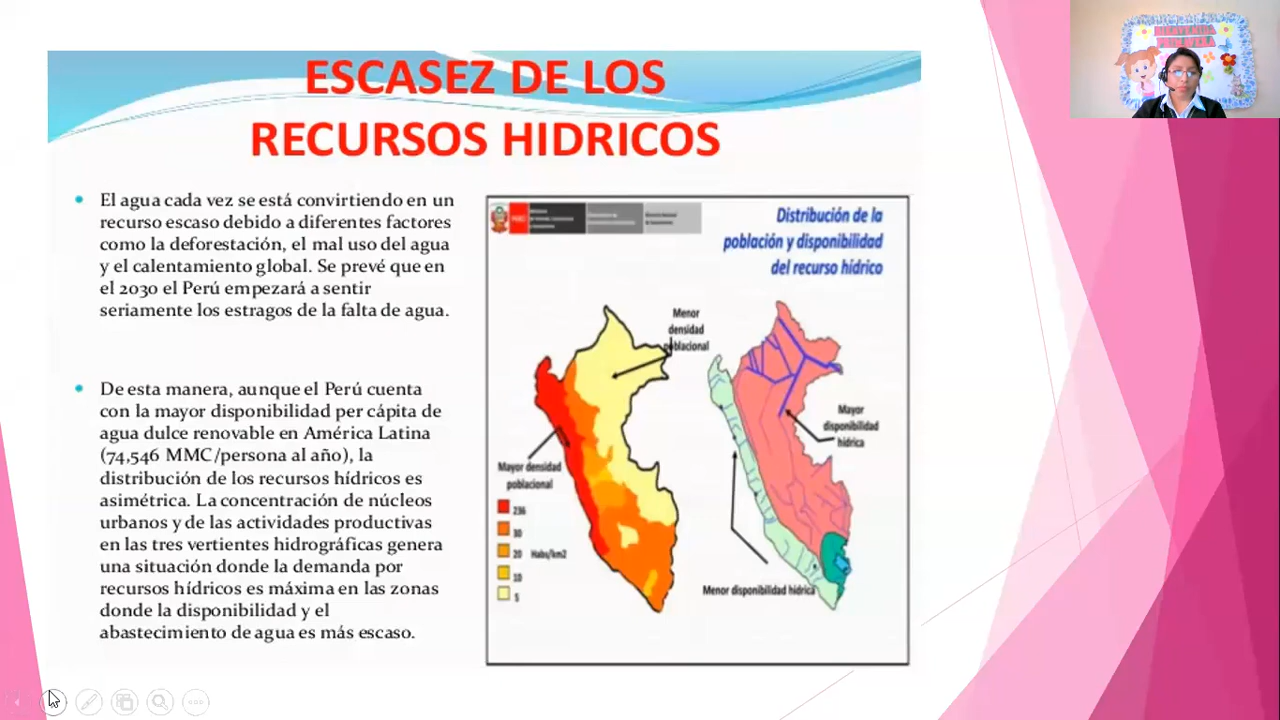 ESCASEZ DE LOS
RECURSOS HIDRICOS
El agua cada vez se está convirtiendo en un
recurso escaso debido a diferentes factores
como la deforestación, el mal uso del agua
y el calentamiento global. Se prevé que en
el 2030 el Perú empezará a sentir
seriamente los estragos de la falta de agua.
De esta manera, aunque el Perú cuenta
con la mayor disponibilidad per cápita de
agua dulce renovable en América Latina
(74,546 MMC/persona al año), la
distribución de los recursos hídricos es
asimétrica. La concentración de núcleos
urbanos y de las actividades productivas
en las tres vertientes hidrográficas genera
una situación donde la demanda por
recursos hídricos es máxima en las zonas
donde la disponibilidad y el
abastecimiento de agua es más escaso.
PERÚ
Distribución de la
población y disponibilidad
del recurso hídrico
Menor
densidad
poblacional
Mayor densidad
poblacional
236
30
20 Habs/km2
10
5
Mayor
disponibilidad
hídrica
Menor disponibilidad hídrica
BIENVENIDA
PRIMAVERA